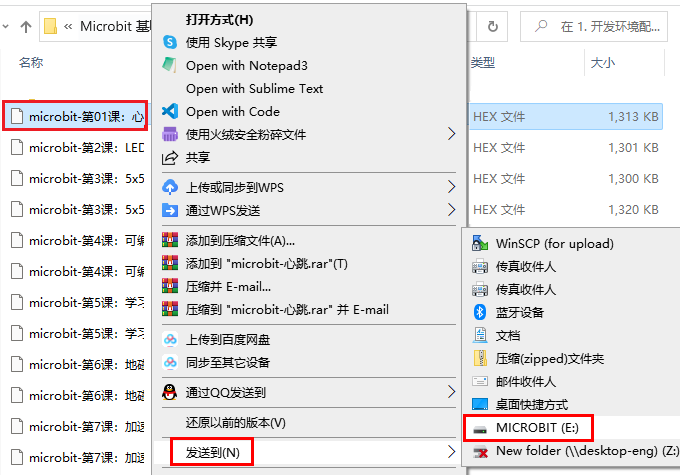 « Microbit 基
在 1. 开发环境配...
名称
类型
大小
microbit-第01课：心
microbit-第2课：LED
microbit-第3课：5x5
microbit-第3课：5x5
microbit-第4课：可编
microbit-第4课：可编
microbit-第5课：学习
microbit-第5课：学习
microbit-第6课：地磁
microbit-第6课：地磁
microbit-第7课：加速
microbit-第7课：加速
HEX 文件 1,313 KB
HEX 文件 1,301 KB
HEX 文件 1,300 KB
HEX 文件 1,320 KB
打开方式(H)
使用 Skype 共享
Open with Notepad3
Open with Sublime Text
Open with Code
使用火绒安全粉碎文件
共享
上传或同步到WPS
通过WPS发送
添加到压缩文件(A)...
添加到 "microbit-心跳.rar"(T)
压缩并 E-mail...
压缩到 "microbit-心跳.rar" 并 E-mail
上传到百度网盘
同步至其它设备
通过QQ发送到
还原以前的版本(V)
发送到(N)
WinSCP (for upload)
传真收件人
传真收件人
蓝牙设备
文档
压缩(zipped)文件夹
邮件收件人
桌面快捷方式
MICROBIT (E:)
New folder (\\desktop-eng) (Z:)